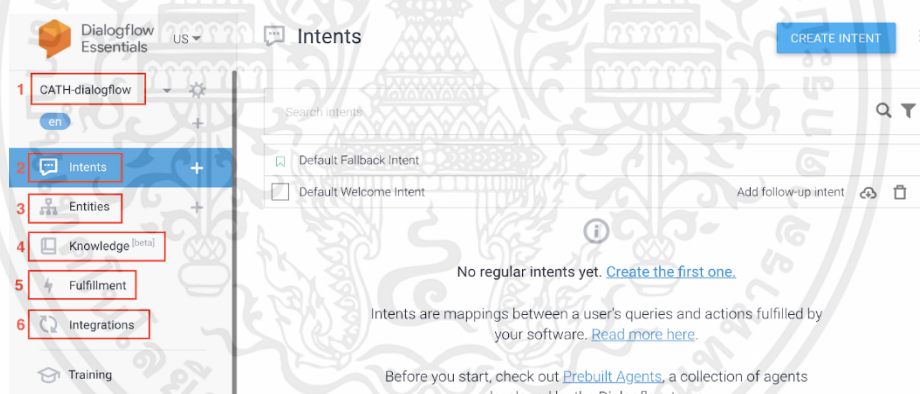 Dialogflow
Essentials
US
Intents
CREATE INTENT
1 CATH-dialogflow
en
Search intents
2 Intents
Default Fallback Intent
3 Entities
Default Welcome Intent
Add follow-up intent
4 Knowledge [beta]
No regular intents yet. Create the first one.
5 Fulfillment
6 Integrations
Intents are mappings between a user's queries and actions fulfilled by
your software. Read more here.
Training
Before you start, check out Prebuilt Agents, a collection of agents